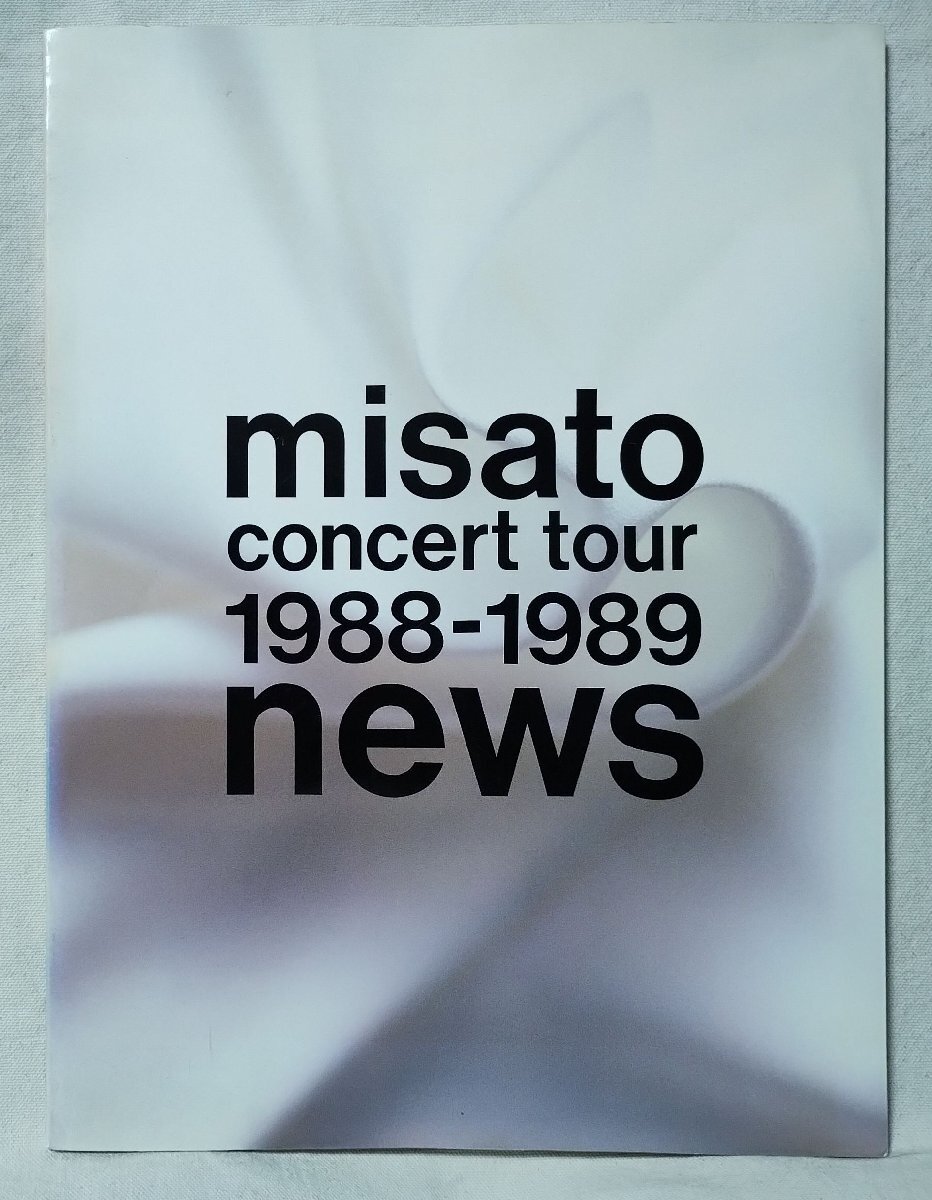 misato
concert tour
1988-1989
news